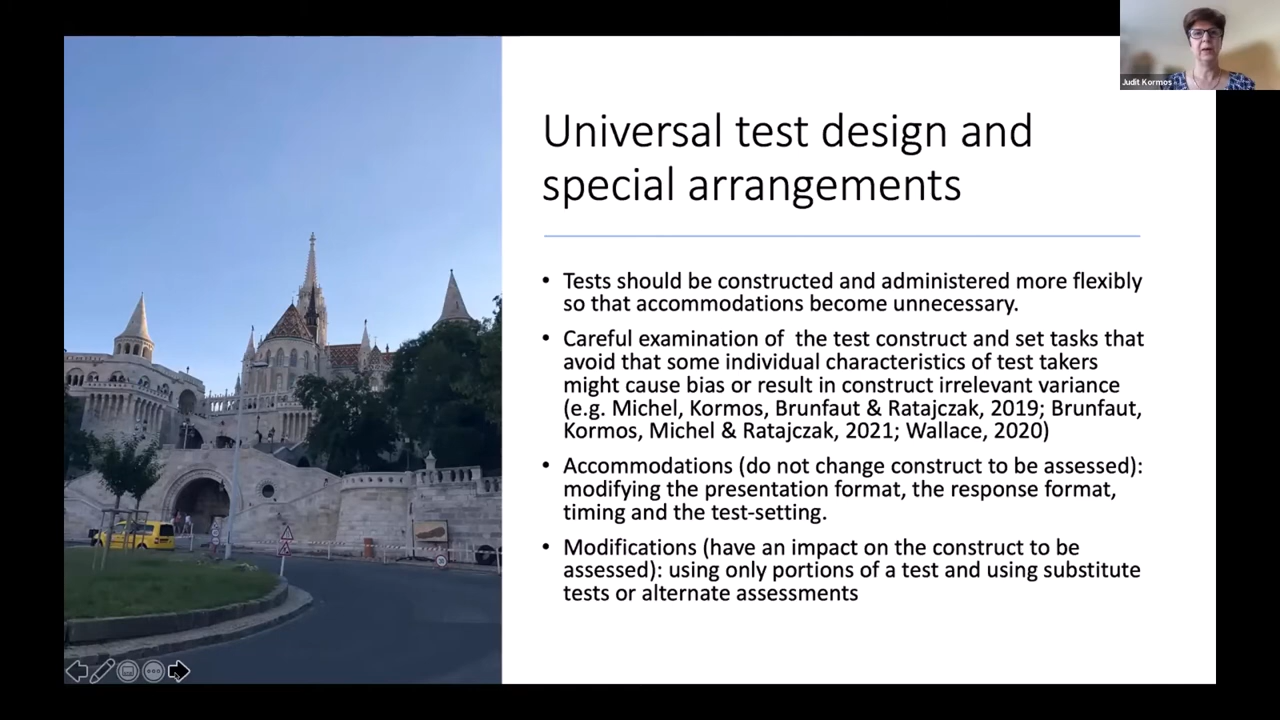 Judit Kormos
Universal test design and
special arrangements
• Tests should be constructed and administered more flexibly
so that accommodations become unnecessary.
• Careful examination of the test construct and set tasks that
avoid that some individual characteristics of test takers
might cause bias or result in construct irrelevant variance
(e.g. Michel, Kormos, Brunfaut & Ratajczak, 2019; Brunfaut,
Kormos, Michel & Ratajczak, 2021; Wallace, 2020)
• Accommodations (do not change construct to be assessed):
modifying the presentation format, the response format,
timing and the test-setting.
• Modifications (have an impact on the construct to be
assessed): using only portions of a test and using substitute
tests or alternate assessments